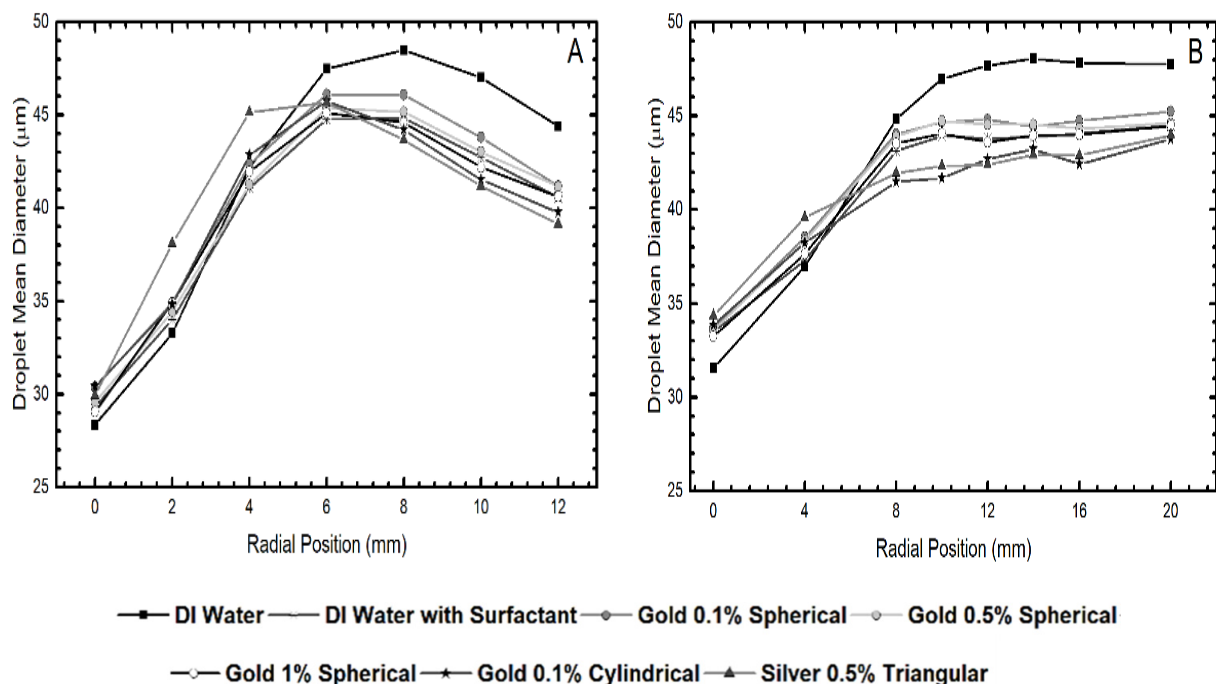 A
Droplet Mean Diameter (µm)
50
45
40
35
30
25
0 2 4 6 8 10 12
Radial Position (mm)
B
Droplet Mean Diameter (µm)
50
45
40
35
30
25
0 4 8 12 16 20
Radial Position (mm)
DI Water DI Water with Surfactant Gold 0.1% Spherical Gold 0.5% Spherical
Gold 1% Spherical Gold 0.1% Cylindrical Silver 0.5% Triangular